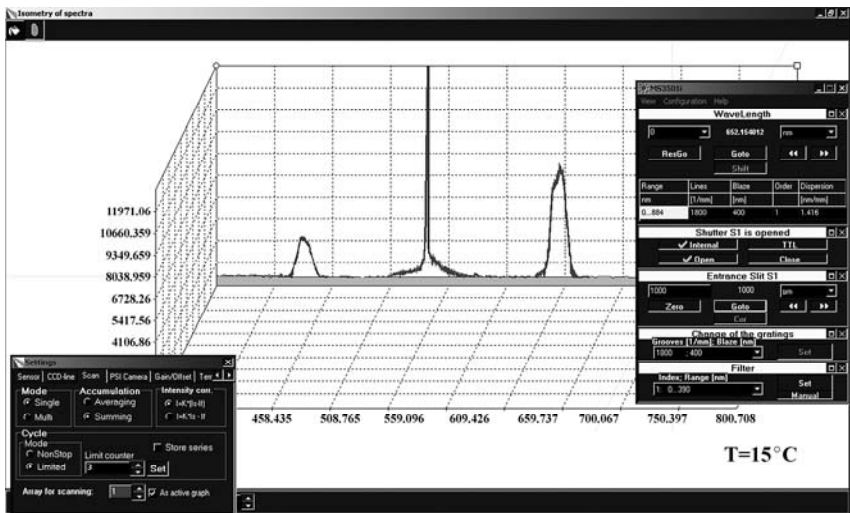 Isometry of spectra
11971.06
10660.359
9349.659
8038.959
6728.26
5417.56
4106.86
458.435 508.765 559.096 609.426 659.737 700.067 750.397 800.708
T=15°C
MS3501i
View Configuration Help
WaveLength
0 652.154012 nm
ResGo Goto
Shift
Range Lines Blaze Order Dispersion
nm [1/mm] [nm] [nm/mm]
0...884 1800 400 1 1.416
Shutter S1 is opened
Internal TTL
Open Close
Entrance Slit S1
1000 1000 µm
Zero Goto
Cor
Change of the gratings
Grooves [1/mm]; Blaze [nm]
1800 ; 400 Set
Filter
Index; Range [nm]
1: 0...390 Set
Manual
Settings
Sensor CCD-line Scan PSI Camera Gain/Offset
Mode Accumulation Intensity corr.
Single Averaging
Multi Summing
Cycle
Mode
NonStop Limit counter Store series
Limited 3 Set
Array for scanning: 1 As active graph